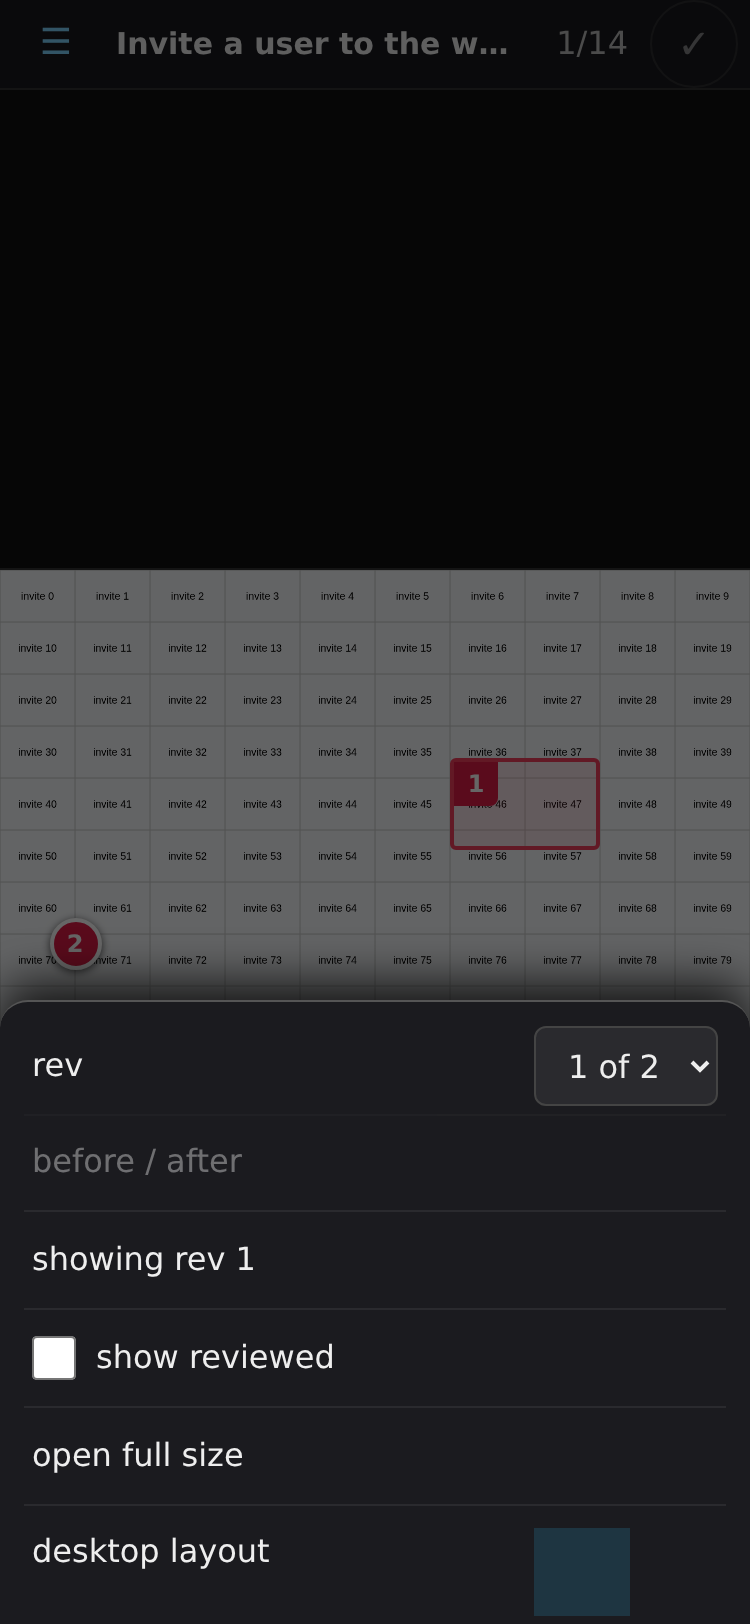 ☰ Invite a user to the w… 1/14 ✓
invite 0 invite 1 invite 2 invite 3 invite 4 invite 5 invite 6 invite 7 invite 8 invite 9
invite 10 invite 11 invite 12 invite 13 invite 14 invite 15 invite 16 invite 17 invite 18 invite 19
invite 20 invite 21 invite 22 invite 23 invite 24 invite 25 invite 26 invite 27 invite 28 invite 29
invite 30 invite 31 invite 32 invite 33 invite 34 invite 35 invite 36 invite 37 invite 38 invite 39
1
invite 40 invite 41 invite 42 invite 43 invite 44 invite 45 46 invite 47 invite 48 invite 49
invite 50 invite 51 invite 52 invite 53 invite 54 invite 55 invite 56 invite 57 invite 58 invite 59
invite 60 invite 61 invite 62 invite 63 invite 64 invite 65 invite 66 invite 67 invite 68 invite 69
2
invite invite 71 invite 72 invite 73 invite 74 invite 75 invite 76 invite 77 invite 78 invite 79
rev 1 of 2
before / after
showing rev 1
show reviewed
open full size
desktop layout